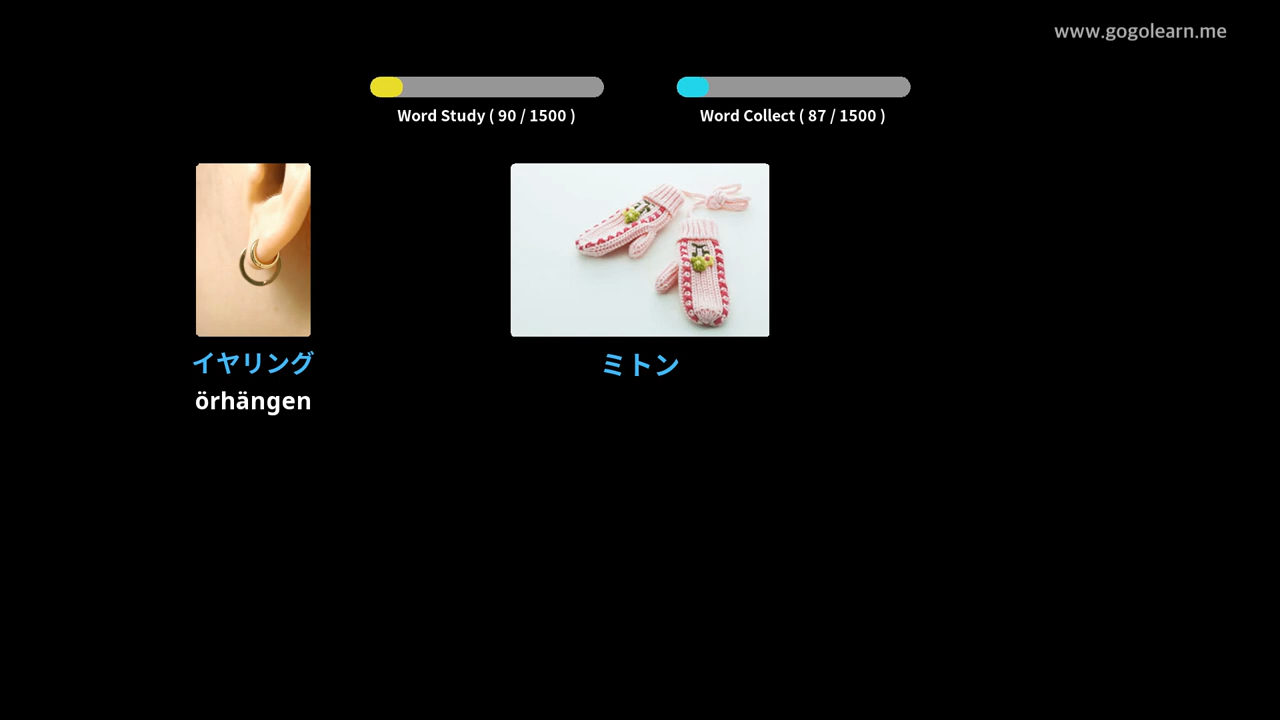 www.gogolearn.me
Word Study ( 90 / 1500 )
Word Collect ( 87 / 1500 )
イヤリング
örhängen
ミトン